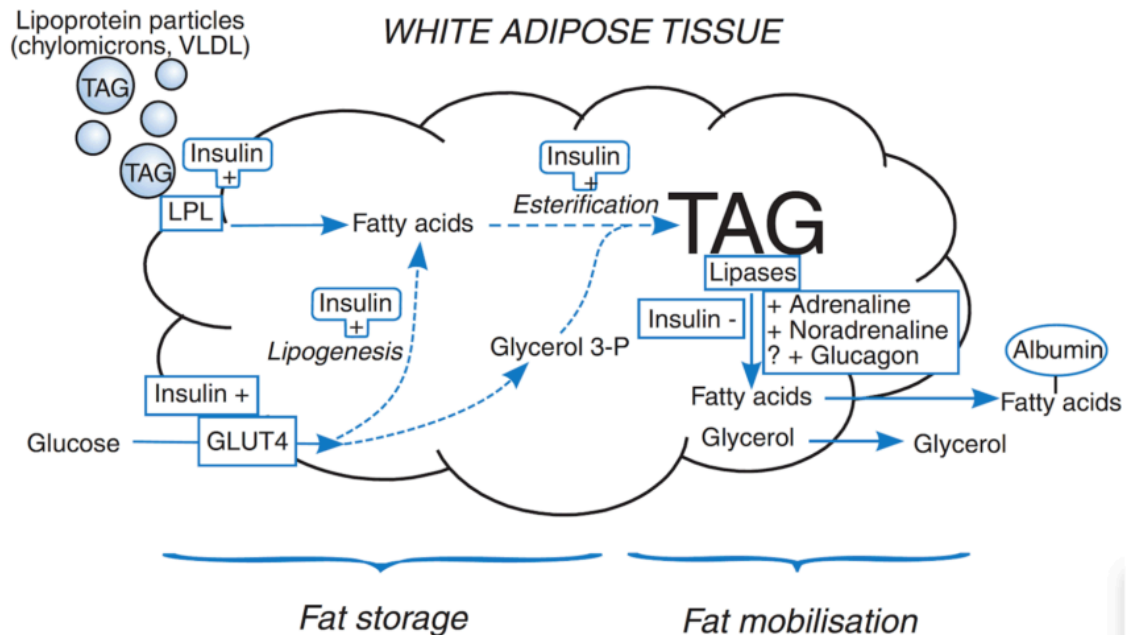 Lipoprotein particles
(chylomicrons, VLDL)
WHITE ADIPOSE TISSUE
TAG
TAG
Insulin
+
LPL
Fatty acids
Insulin
+
Esterification
TAG
Lipases
Insulin -
+ Adrenaline
+ Noradrenaline
? + Glucagon
Insulin
+
Lipogenesis
Glycerol 3-P
Albumin
Fatty acids
Fatty acids
Insulin +
Glucose
GLUT4
Glycerol
Glycerol
Fat storage
Fat mobilisation